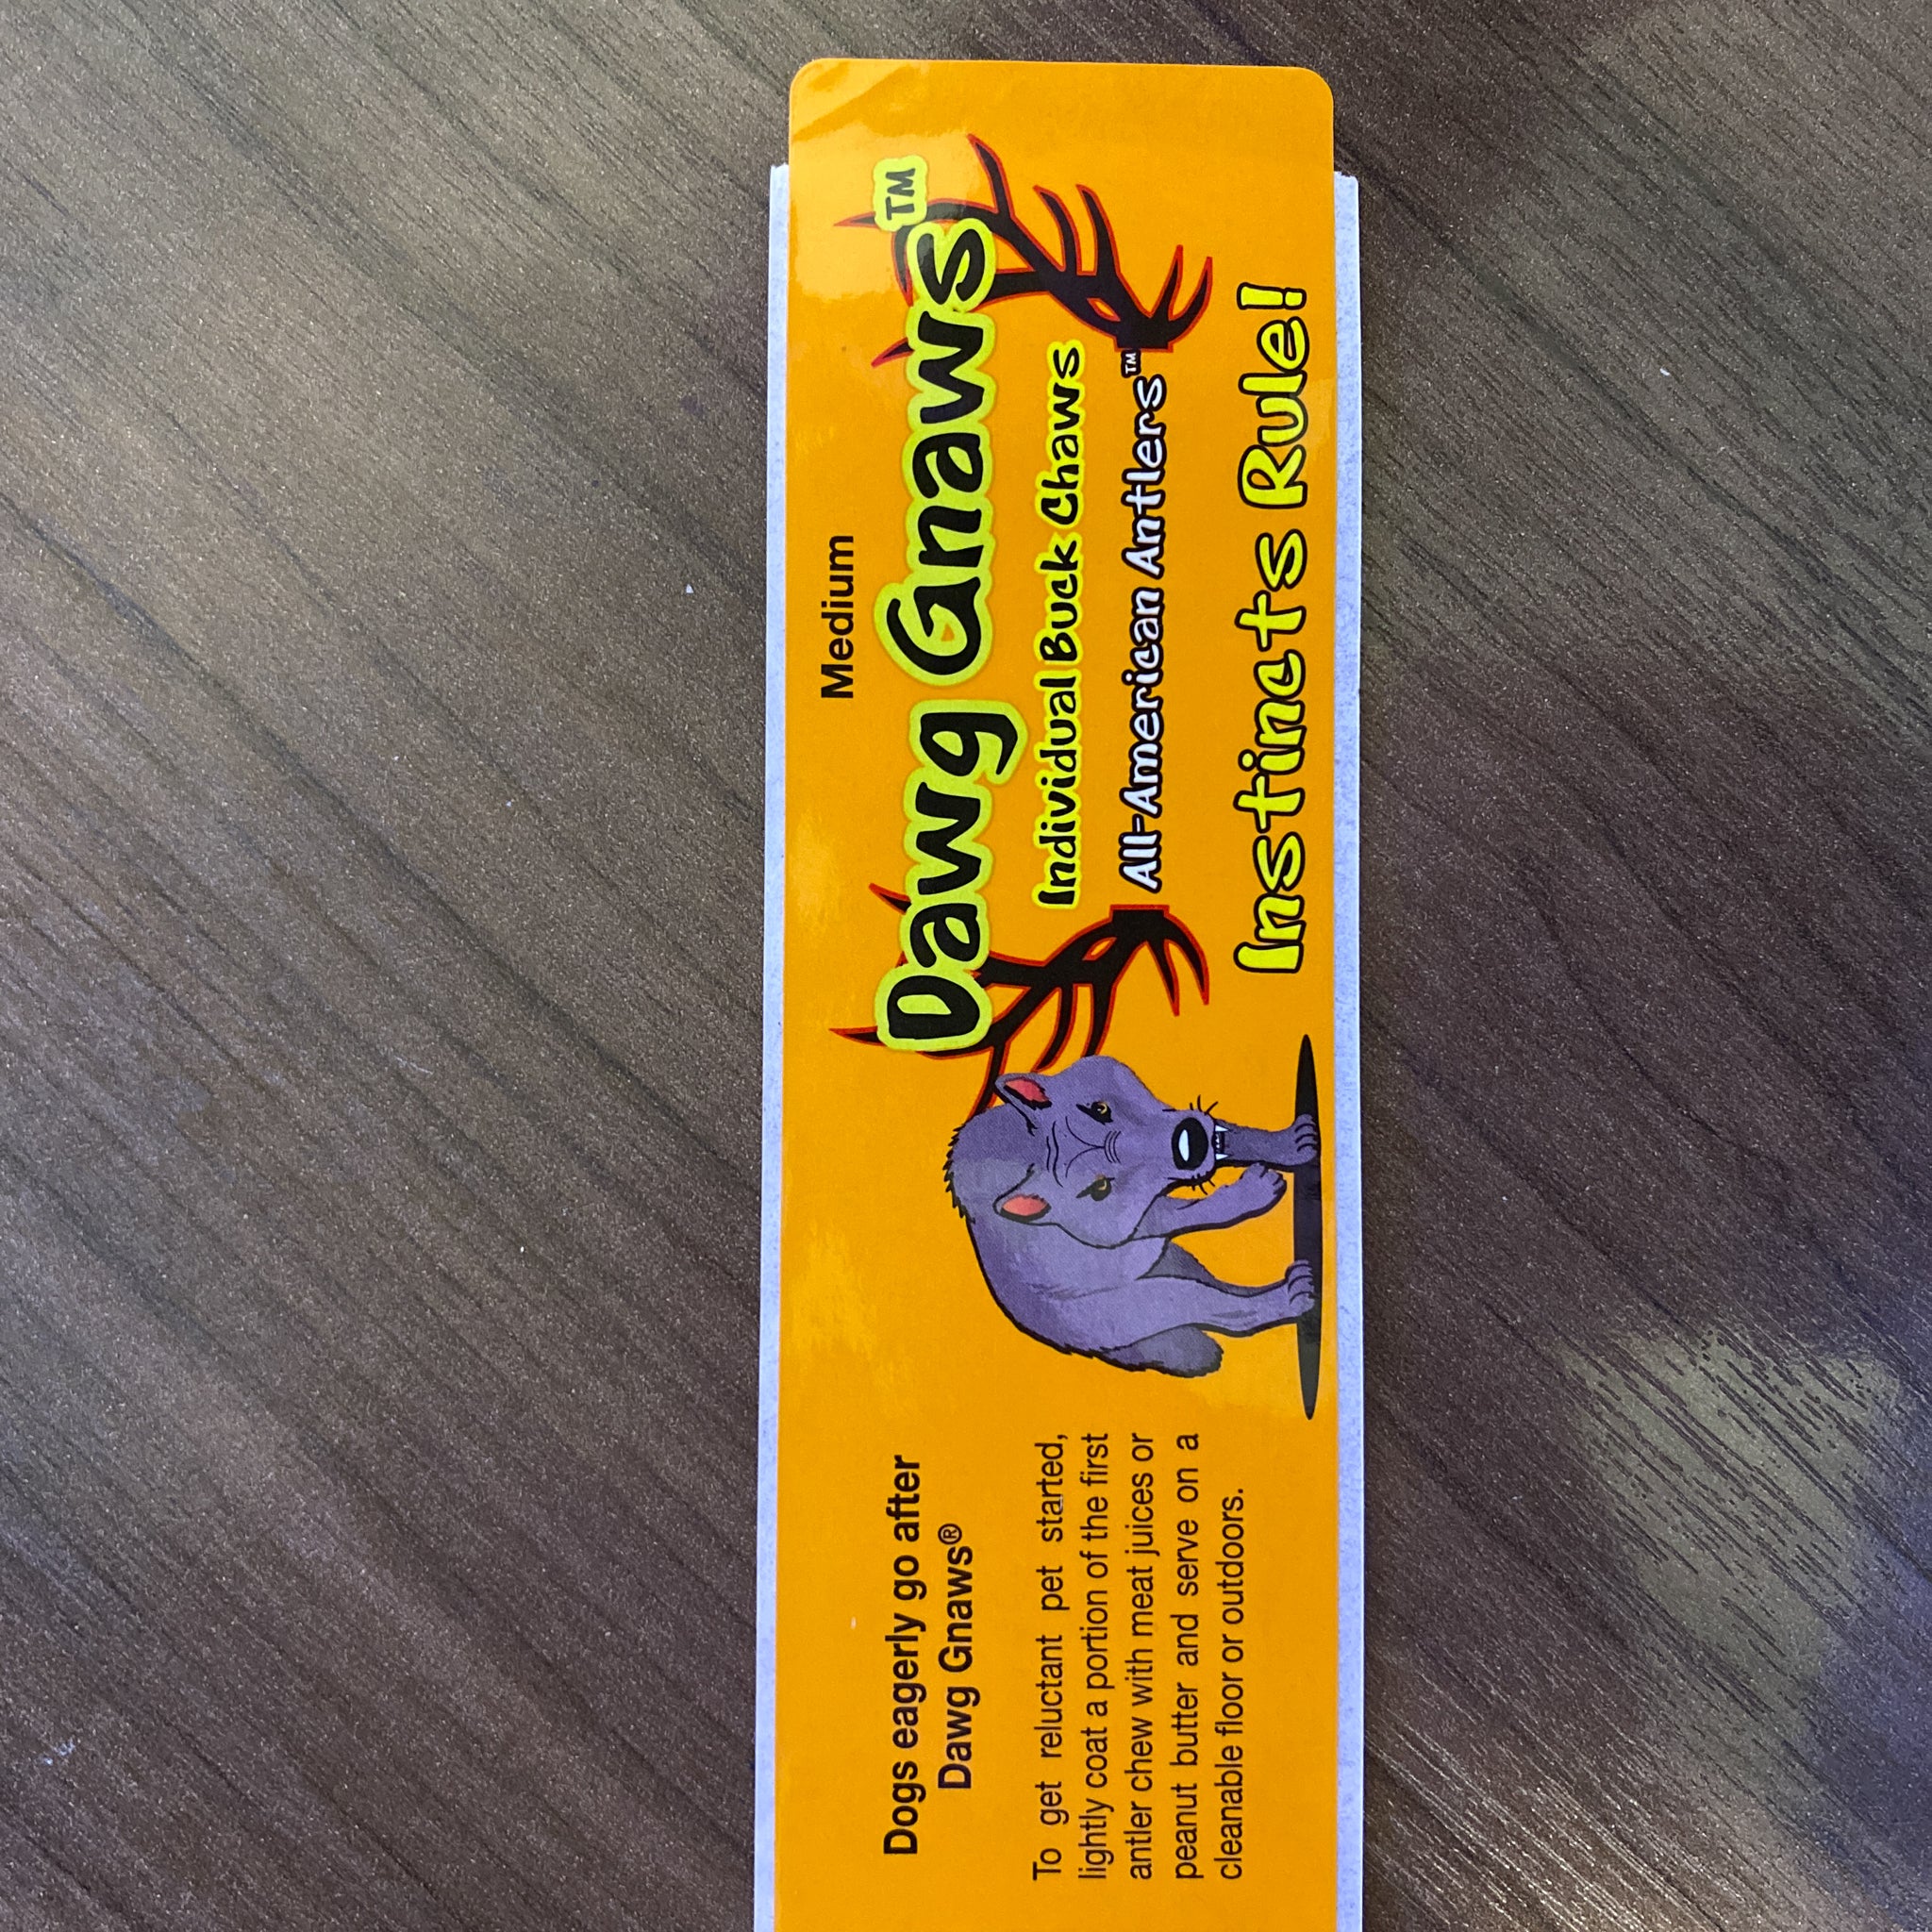 Dogs eagerly go after
Dawg Gnaws®
To get reluctant pet started,
lightly coat a portion of the first
antler chew with meat juices or
peanut butter and serve on a
cleanable floor or outdoors.
Medium
Dawg Gnaws™
Individual Buck Chaws
All-American Antlers™
Instincts Rule!